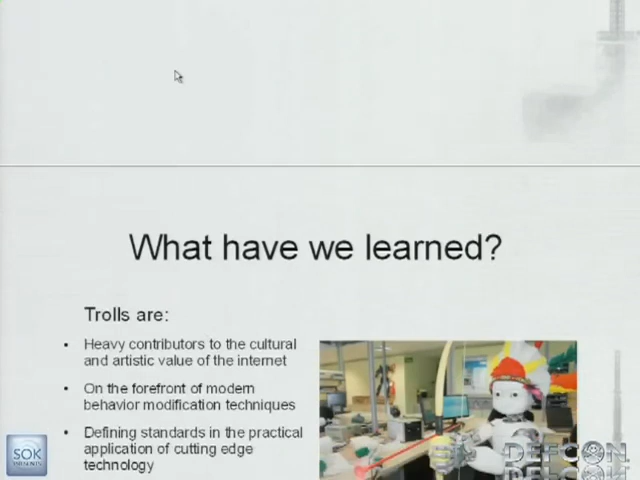 What have we learned?
Trolls are:
• Heavy contributors to the cultural
and artistic value of the internet
• On the forefront of modern
behavior modification techniques
• Defining standards in the practical
application of cutting edge
technology
SOK
PRESENTS
DEFCON